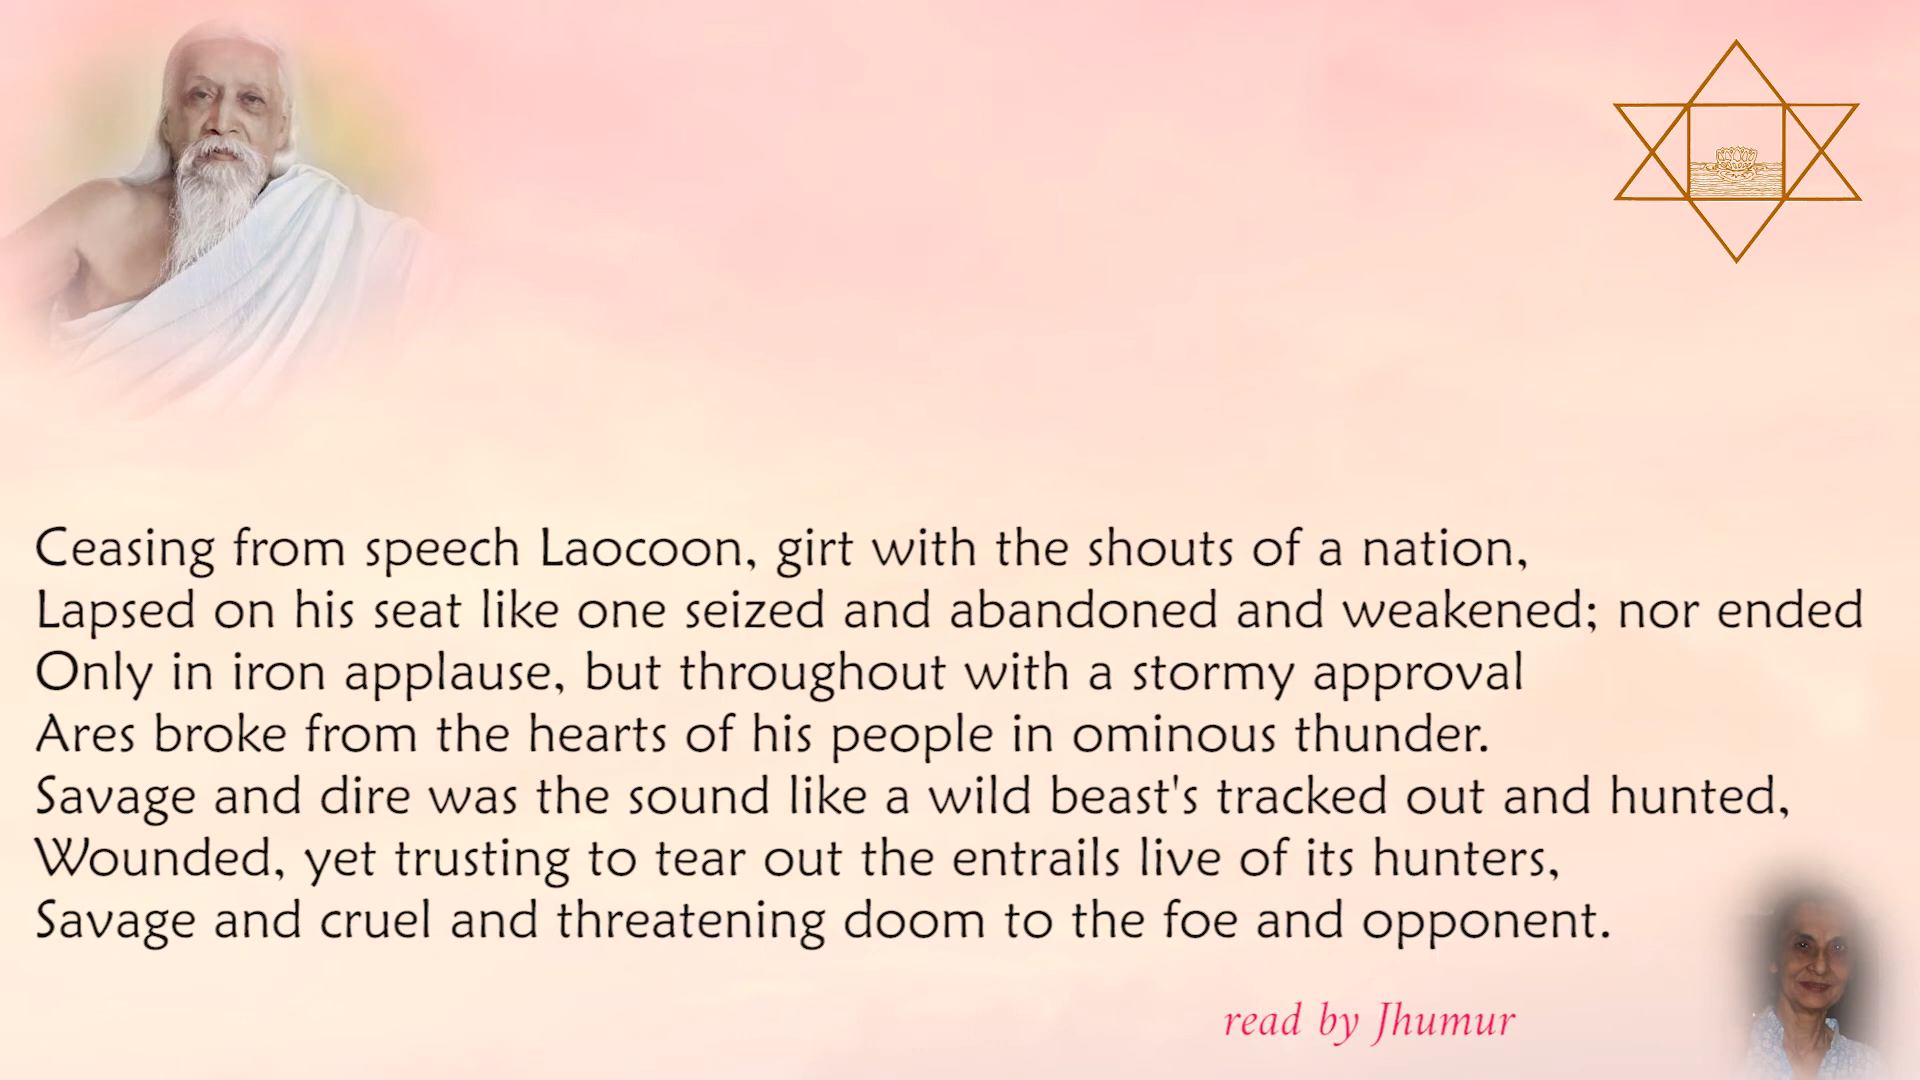 Ceasing from speech Laocoon, girt with the shouts of a nation,
Lapsed on his seat like one seized and abandoned and weakened; nor ended
Only in iron applause, but throughout with a stormy approval
Ares broke from the hearts of his people in ominous thunder.
Savage and dire was the sound like a wild beast's tracked out and hunted,
Wounded, yet trusting to tear out the entrails live of its hunters,
Savage and cruel and threatening doom to the foe and opponent.
read by Jhumur